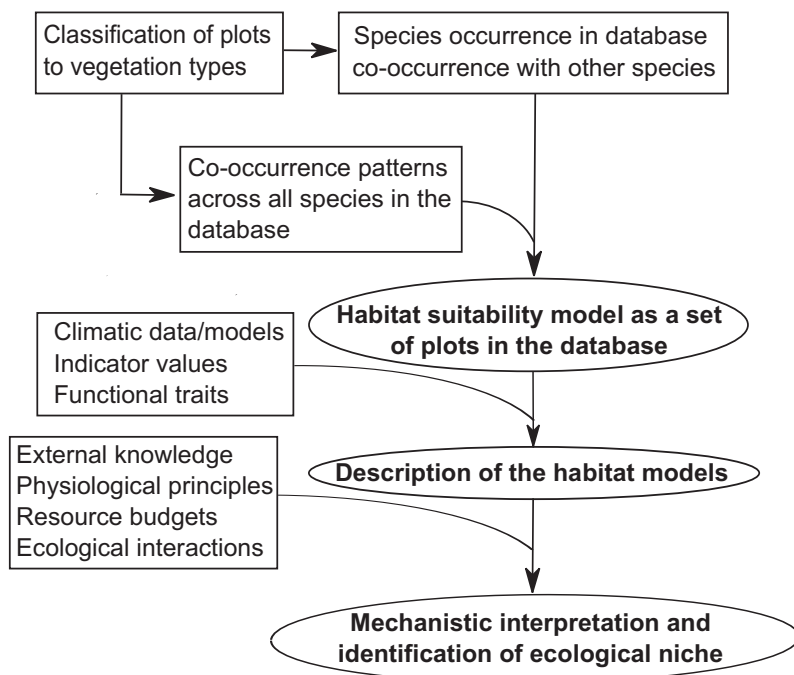 Classification of plots
to vegetation types
Species occurrence in database
co-occurrence with other species
Co-occurrence patterns
across all species in the
database
Habitat suitability model as a set
of plots in the database
Climatic data/models
Indicator values
Functional traits
External knowledge
Physiological principles
Resource budgets
Ecological interactions
Description of the habitat models
Mechanistic interpretation and
identification of ecological niche